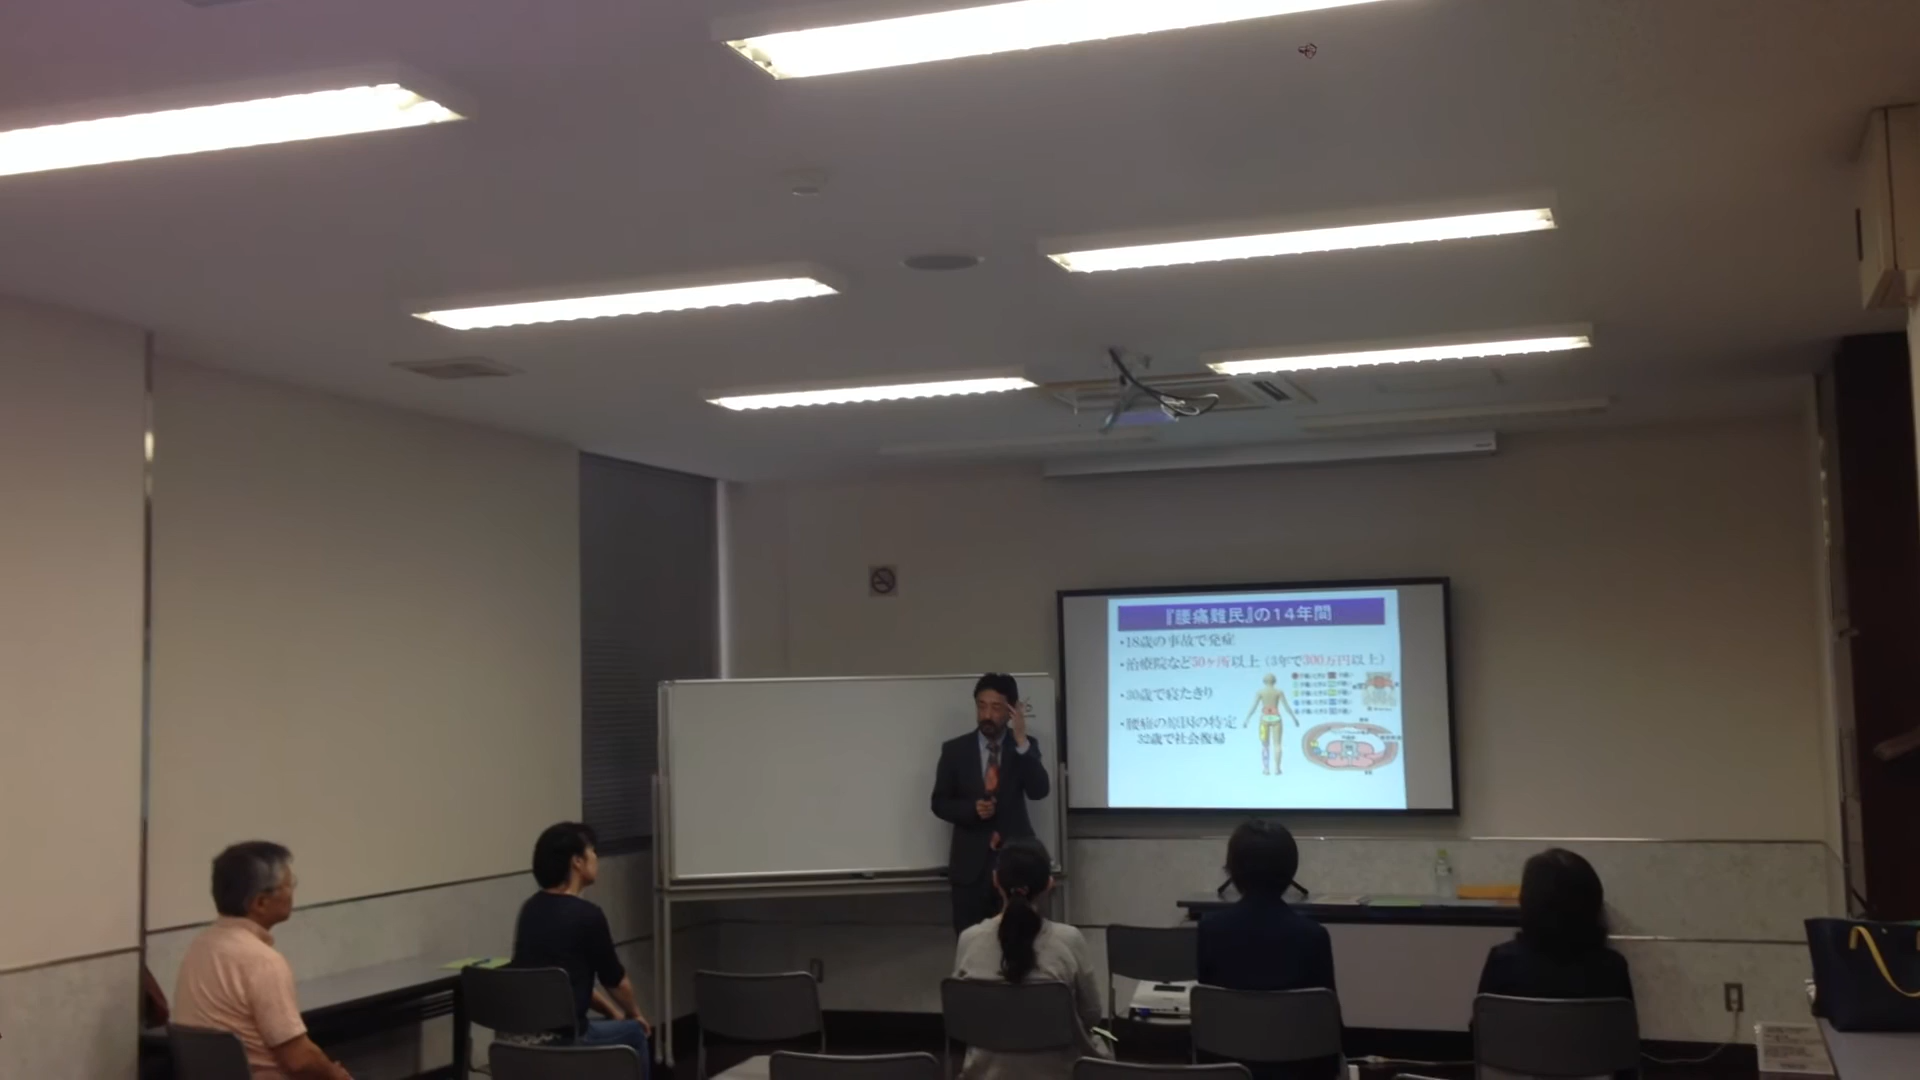 『腰痛難民』の14年間
・18歳の事故で発症
・治療院など50ヶ所以上（3年で300万円以上）
・30歳で寝たきり
・腰痛の原因の特定
32歳で社会復帰